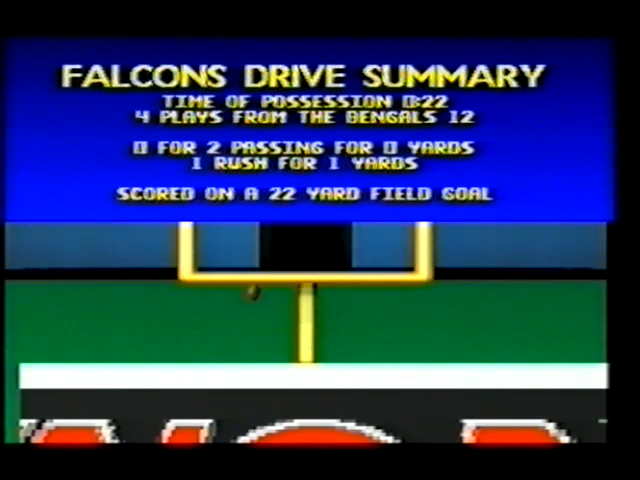 FALCONS DRIVE SUMMARY
TIME OF POSSESSION 0:22
4 PLAYS FROM THE BENGALS 12
0 FOR 2 PASSING FOR 0 YARDS
1 RUSH FOR 1 YARDS
SCORED ON A 22 YARD FIELD GOAL